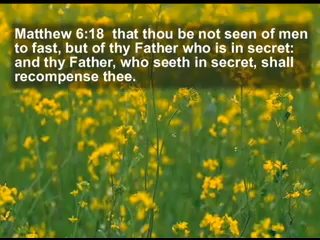 Matthew 6:18  that thou be not seen of men
to fast, but of thy Father who is in secret:
and thy Father, who seeth in secret, shall
recompense thee.